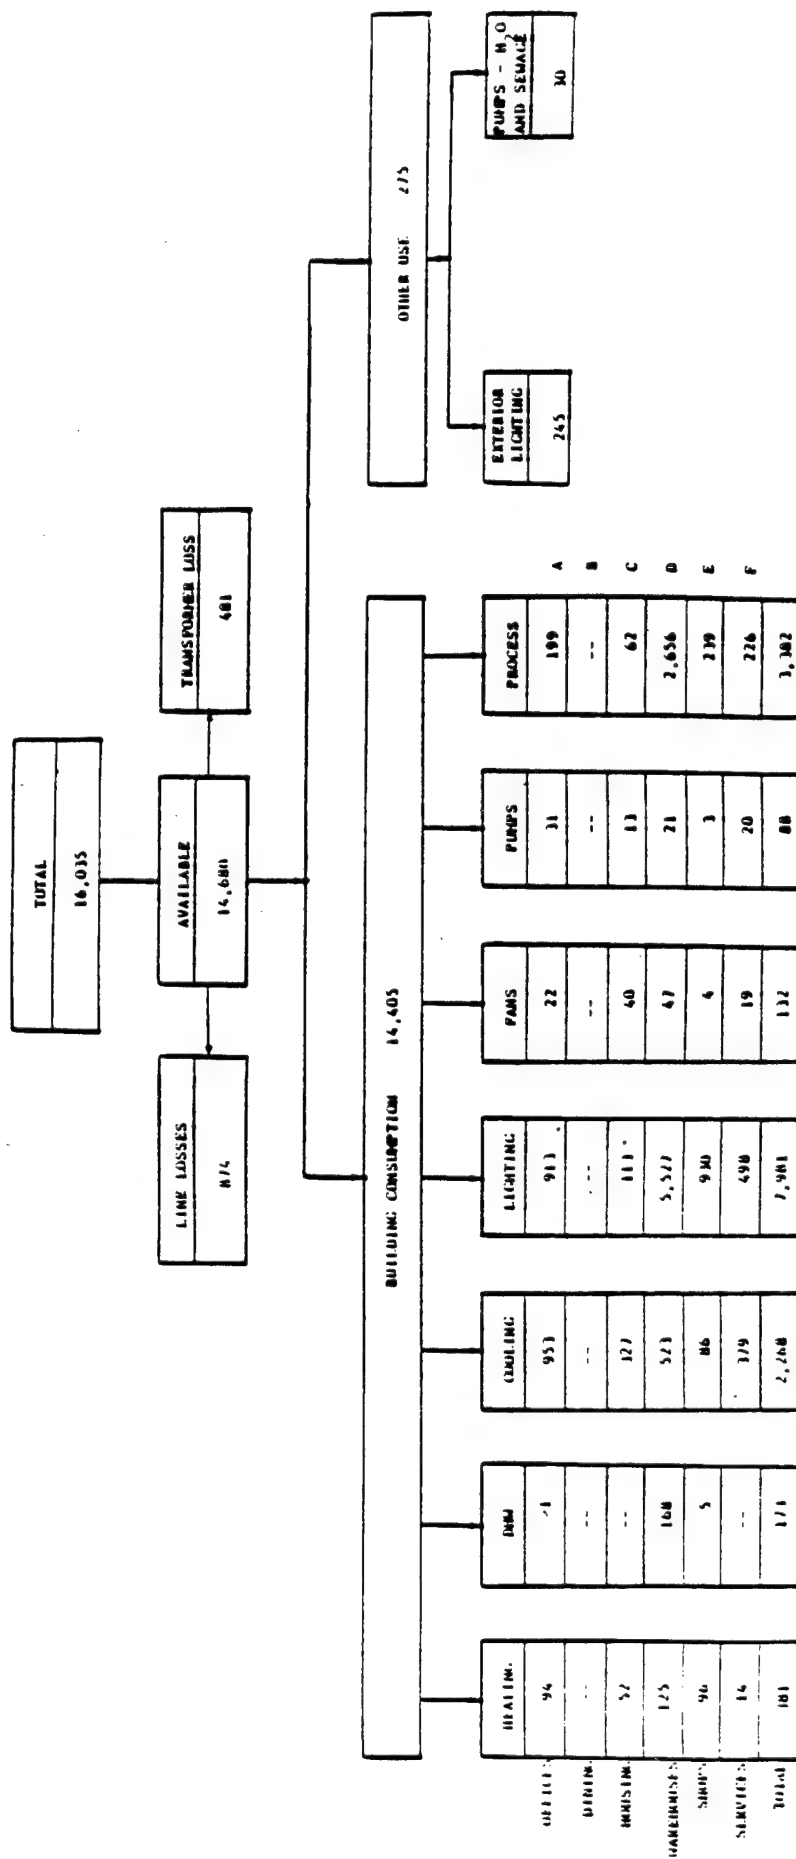 TOTAL
16,035
LINE LOSSES
874
AVAILABLE
14,680
TRANSFORMER LOSS
481
BUILDING CONSUMPTION 14,405
OTHER USE 275
HEATING DHW COOLING LIGHTING FANS PUMPS PROCESS
OFFICES 94 953 913 22 31 199 A
DINING -- -- -- -- -- -- -- B
HOUSING 52 -- 327 113 40 13 62 C
WAREHOUSES 125 168 523 5,527 47 21 2,656 D
SHOPS 96 5 86 930 4 3 239 E
SERVICES 14 -- 379 498 19 20 226 F
TOTAL 381 2,268 7,981 132 88 3,382
EXTERIOR
LIGHTING
245
PUMPS - H2O
AND SEWAGE
30